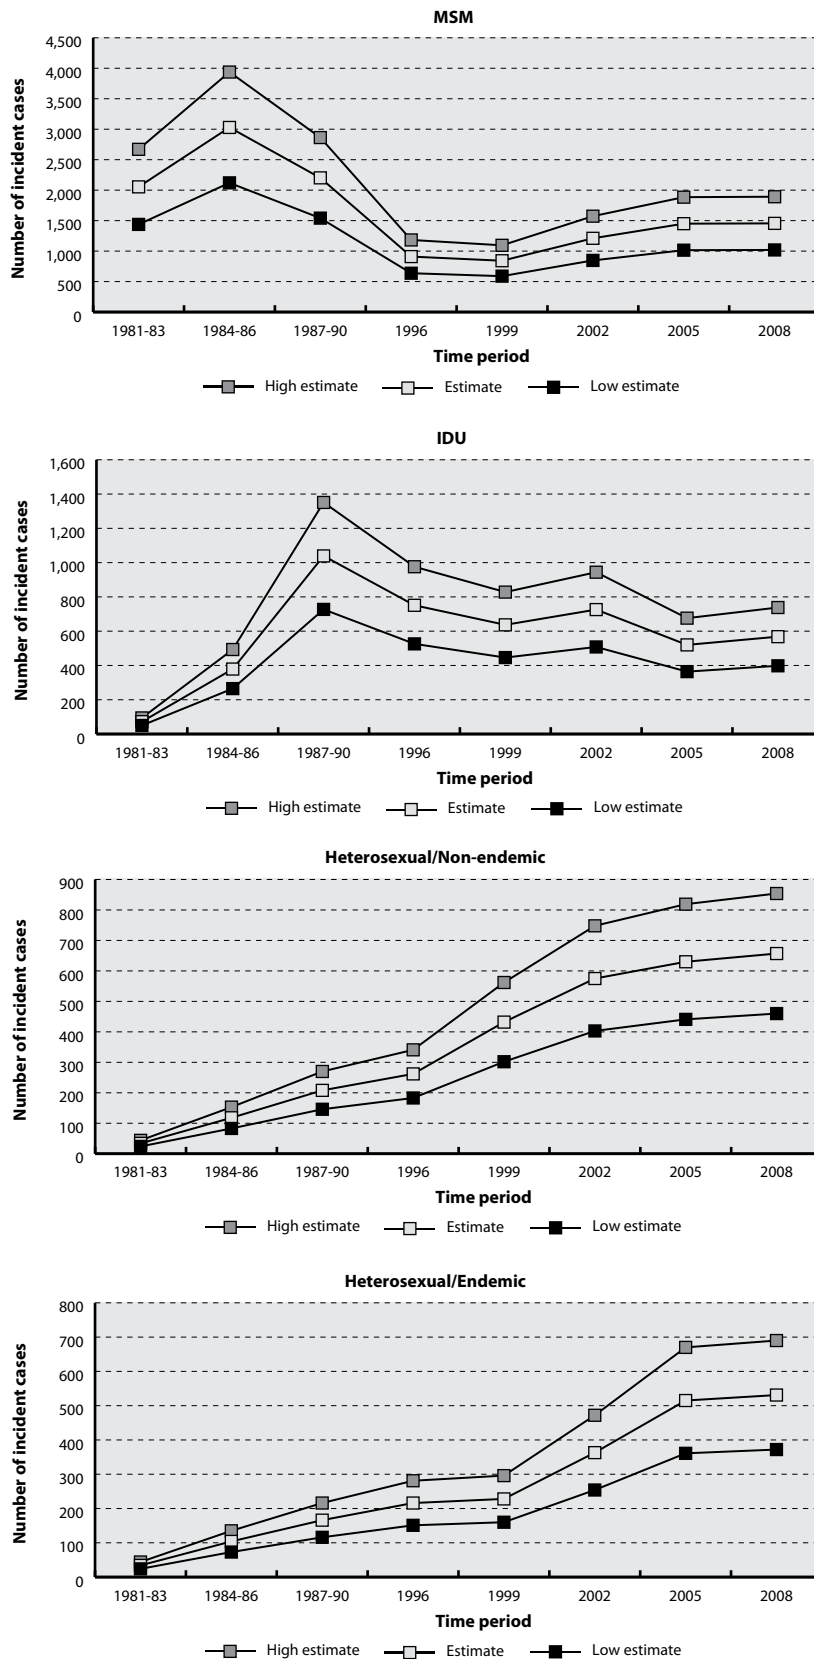 MSM
Number of incident cases
4,500
4,000
3,500
3,000
2,500
2,000
1,500
1,000
500
0
1981-83 1984-86 1987-90 1996 1999 2002 2005 2008
Time period
High estimate Estimate Low estimate
IDU
Number of incident cases
1,600
1,400
1,200
1,000
800
600
400
200
0
1981-83 1984-86 1987-90 1996 1999 2002 2005 2008
Time period
High estimate Estimate Low estimate
Heterosexual/Non-endemic
Number of incident cases
900
800
700
600
500
400
300
200
100
0
1981-83 1984-86 1987-90 1996 1999 2002 2005 2008
Time period
High estimate Estimate Low estimate
Heterosexual/Endemic
Number of incident cases
800
700
600
500
400
300
200
100
0
1981-83 1984-86 1987-90 1996 1999 2002 2005 2008
Time period
High estimate Estimate Low estimate